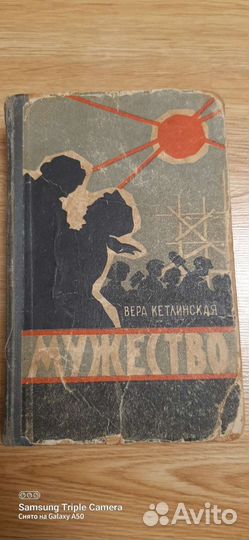 ВЕРА КЕТЛИНСКАЯ
МУЖЕСТВО
Samsung Triple Camera
Снято на Galaxy A50
Avito